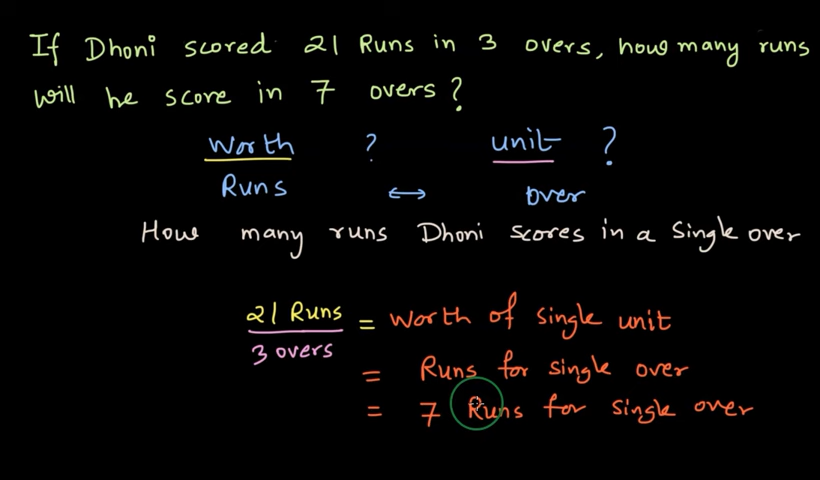 If Dhoni scored 21 Runs in 3 overs, how many runs
will he score in 7 overs?
Worth ? unit ?
Runs ↔ over
How many runs Dhoni scores in a single over
21 Runs = Worth of single unit
3 overs
= Runs for single over
= 7 Runs for single over